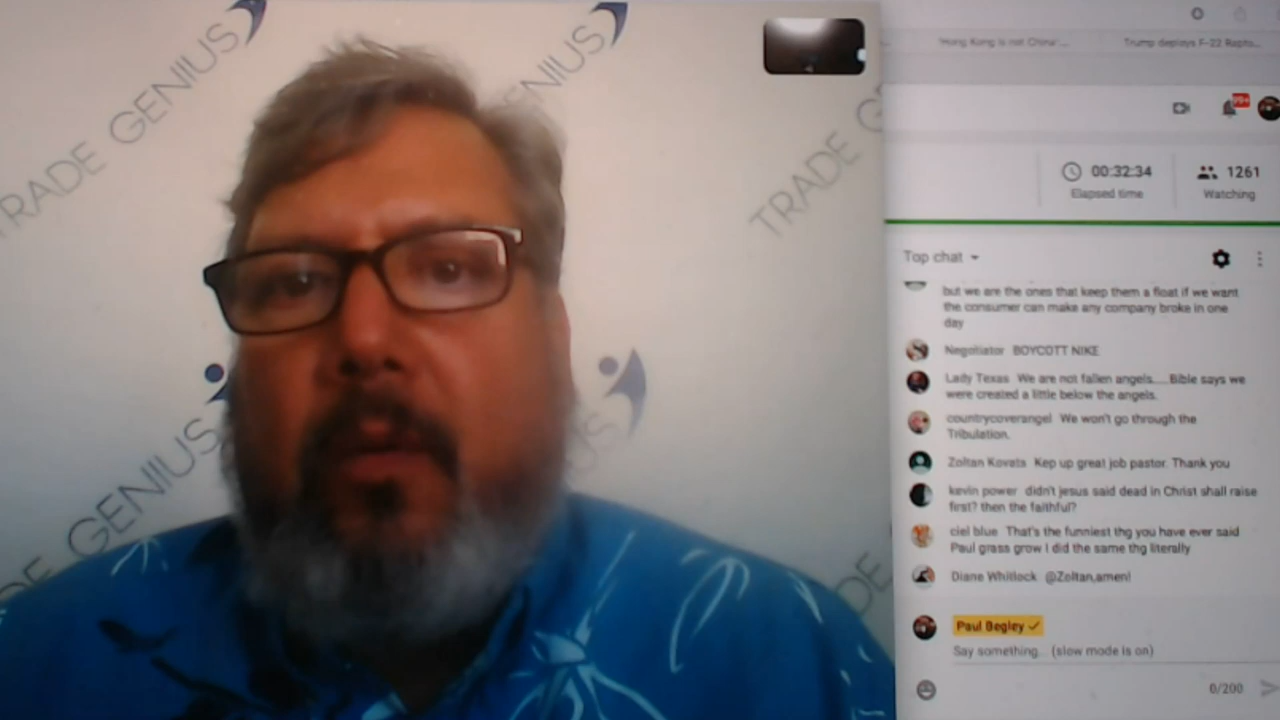 TRADE GENIUS
GENIUS
TRADE G
TRADE
DE GENIUS
'Hong Kong is not China'...
Trump deploys F-22 Rapto...
99+
00:32:34
Elapsed time
1261
Watching
Top chat
but we are the ones that keep them a float if we want
the consumer can make any company broke in one
day
Negotiator BOYCOTT NIKE
Lady Texas We are not fallen angels.....Bible says we
were created a little below the angels.
countrycoverangel We won't go through the
Tribulation.
Zoltan Kovats Kep up great job pastor. Thank you
kevin power didn't jesus said dead in Christ shall raise
first? then the faithful?
ciel blue That's the funniest thg you have ever said
Paul grass grow I did the same thg literally
Diane Whitlock @Zoltan,amen!
Paul Begley
Say something... (slow mode is on)
0/200